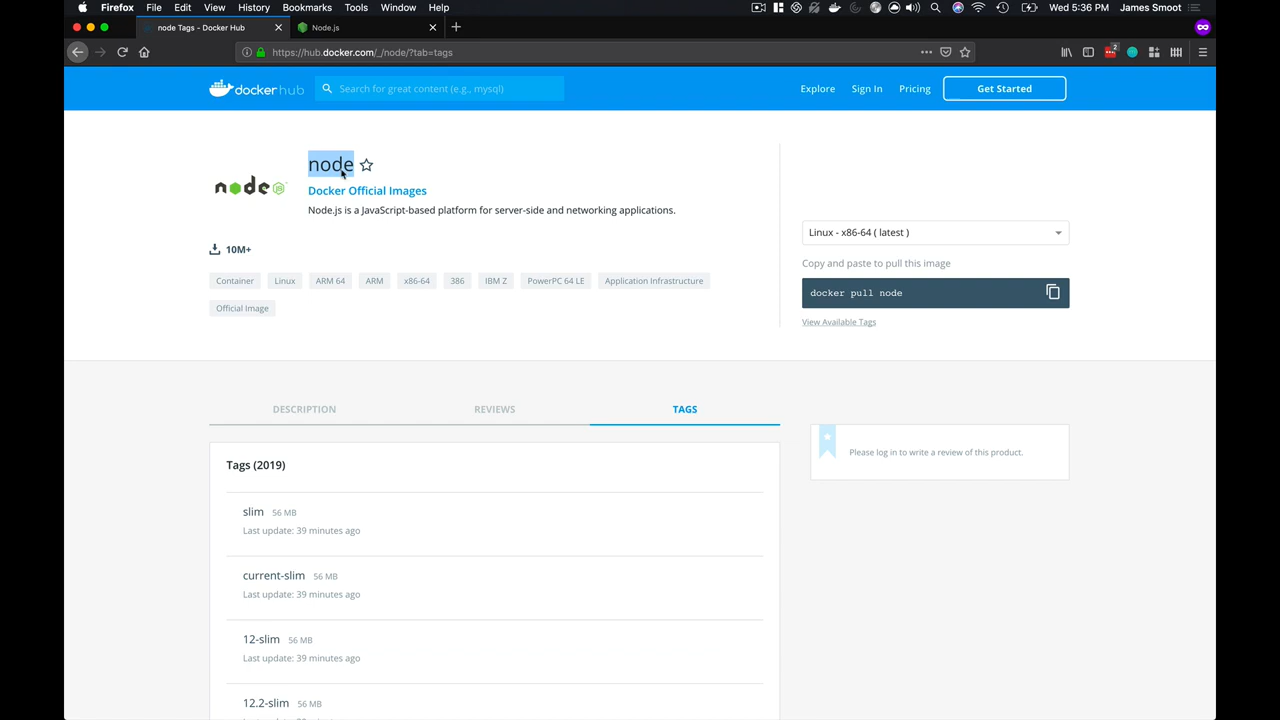 Firefox File Edit View History Bookmarks Tools Window Help Wed 5:36 PM James Smoot
node Tags - Docker Hub Node.js
https://hub.docker.com/_/node/?tab=tags 2
docker hub Search for great content (e.g., mysql) Explore Sign In Pricing Get Started
node
node
Docker Official Images
Node.js is a JavaScript-based platform for server-side and networking applications.
10M+
Container Linux ARM 64 ARM x86-64 386 IBM Z PowerPC 64 LE Application Infrastructure
Official Image
Linux - x86-64 ( latest )
Copy and paste to pull this image
docker pull node
View Available Tags
DESCRIPTION REVIEWS TAGS
Please log in to write a review of this product.
Tags (2019)
slim 56 MB
Last update: 39 minutes ago
current-slim 56 MB
Last update: 39 minutes ago
12-slim 56 MB
Last update: 39 minutes ago
12.2-slim 56 MB